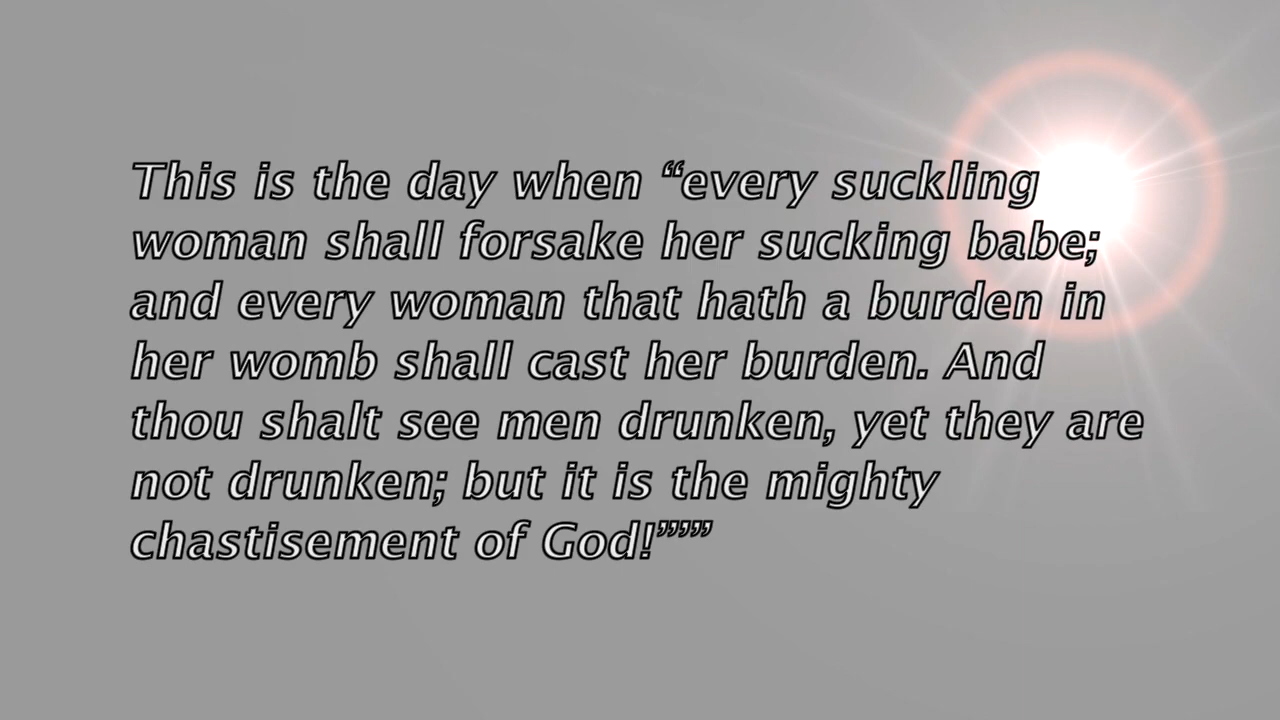 This is the day when “every suckling
woman shall forsake her sucking babe;
and every woman that hath a burden in
her womb shall cast her burden. And
thou shalt see men drunken, yet they are
not drunken; but it is the mighty
chastisement of God!”””